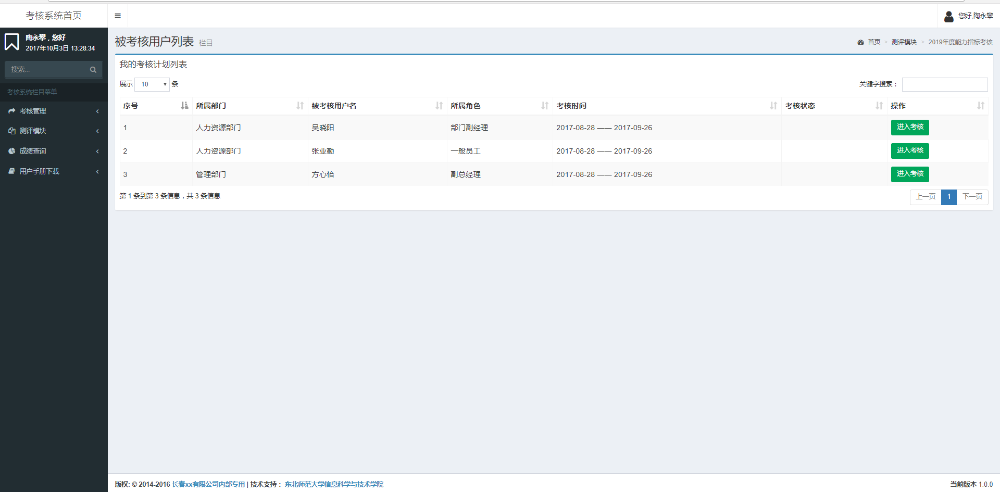 考核系统首页
您好,陶永攀
陶永攀，您好
2017年10月3日 13:28:34
搜索...
考核系统栏目菜单
考核管理
测评模块
成绩查询
用户手册下载
被考核用户列表 栏目
首页 > 测评模块 > 2019年度能力指标考核
我的考核计划列表
展示 10 条
关键字搜索：
序号 所属部门 被考核用户名 所属角色 考核时间 考核状态 操作
1 人力资源部门 吴晓阳 部门副经理 2017-08-28 —— 2017-09-26 进入考核
2 人力资源部门 张业勤 一般员工 2017-08-28 —— 2017-09-26 进入考核
3 管理部门 方心怡 副总经理 2017-08-28 —— 2017-09-26 进入考核
第 1 条到第 3 条信息，共 3 条信息
上一页 1 下一页
版权: © 2014-2016 长春xx有限公司内部专用 | 技术支持： 东北师范大学信息科学与技术学院
当前版本 1.0.0